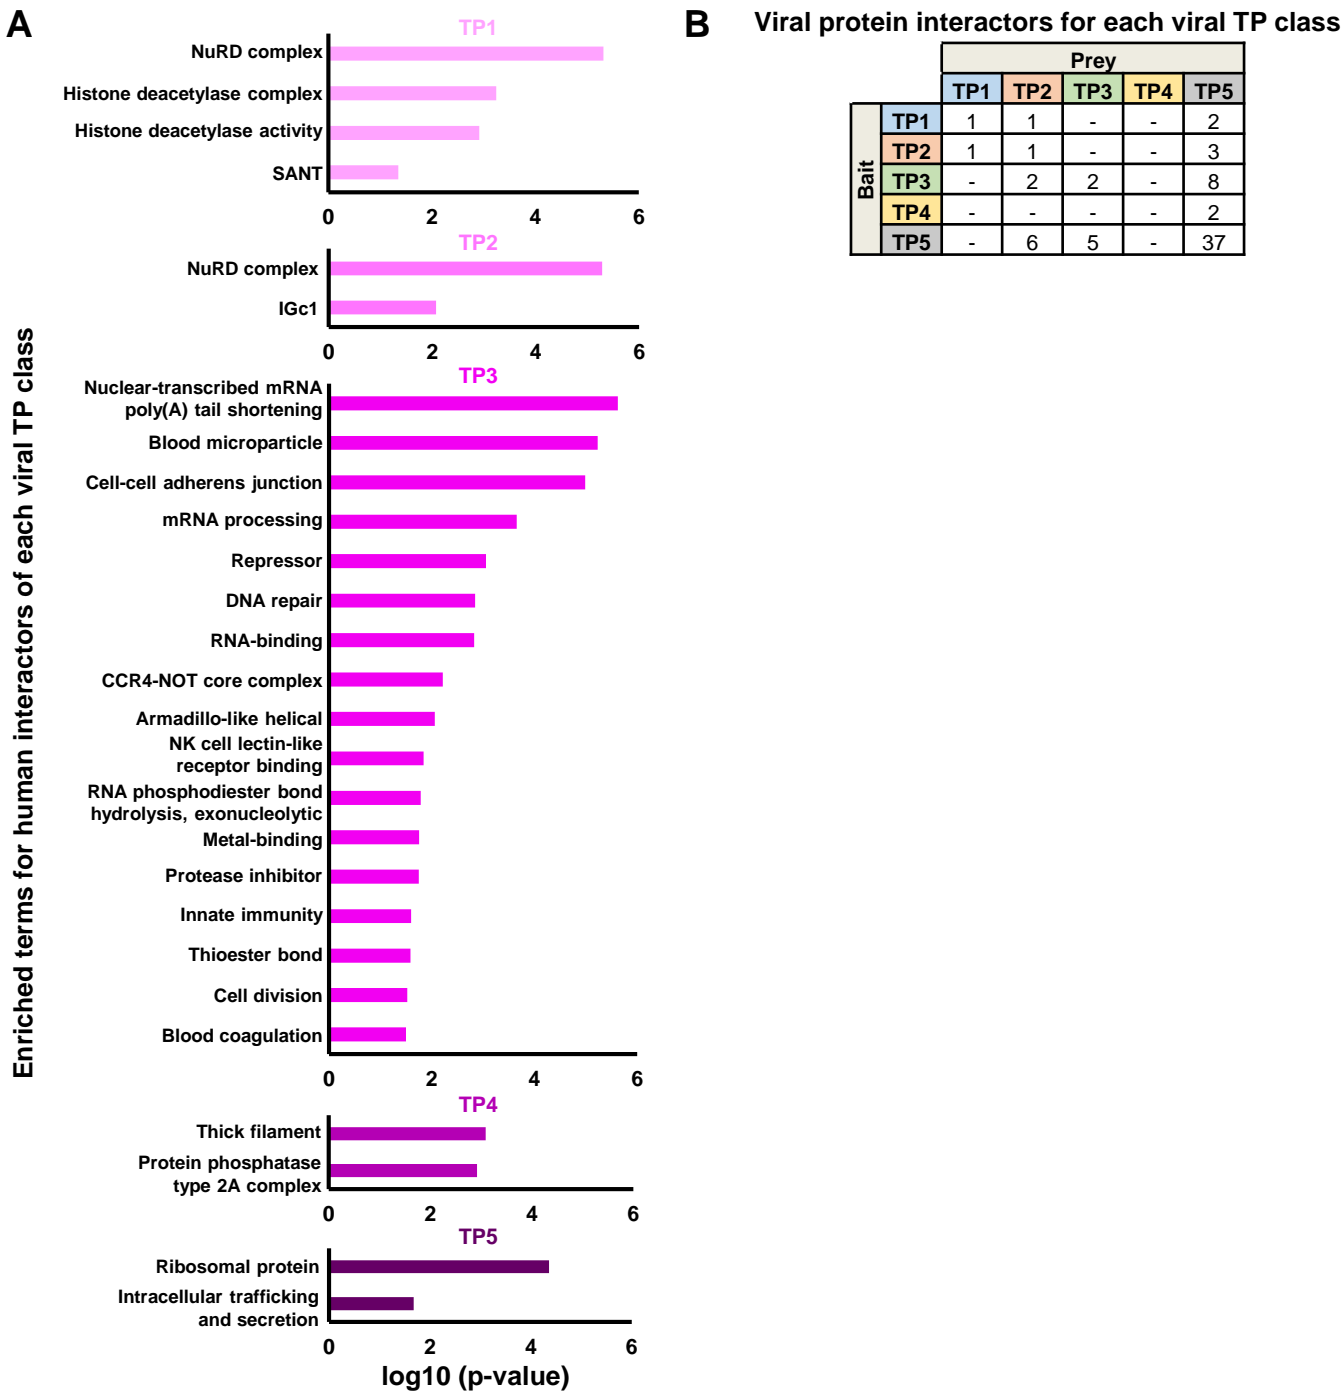 A
Enriched terms for human interactors of each viral TP class
TP1
NuRD complex
Histone deacetylase complex
Histone deacetylase activity
SANT
0 2 4 6
TP2
NuRD complex
IGc1
0 2 4 6
TP3
Nuclear-transcribed mRNA
poly(A) tail shortening
Blood microparticle
Cell-cell adherens junction
mRNA processing
Repressor
DNA repair
RNA-binding
CCR4-NOT core complex
Armadillo-like helical
NK cell lectin-like
receptor binding
RNA phosphodiester bond
hydrolysis, exonucleolytic
Metal-binding
Protease inhibitor
Innate immunity
Thioester bond
Cell division
Blood coagulation
0 2 4 6
TP4
Thick filament
Protein phosphatase
type 2A complex
0 2 4 6
TP5
Ribosomal protein
Intracellular trafficking
and secretion
0 2 4 6
log10 (p-value)
B
Viral protein interactors for each viral TP class
Prey
TP1 TP2 TP3 TP4 TP5
Bait
TP1 1 1 - - 2
TP2 1 1 - - 3
TP3 - 2 2 - 8
TP4 - - - - 2
TP5 - 6 5 - 37